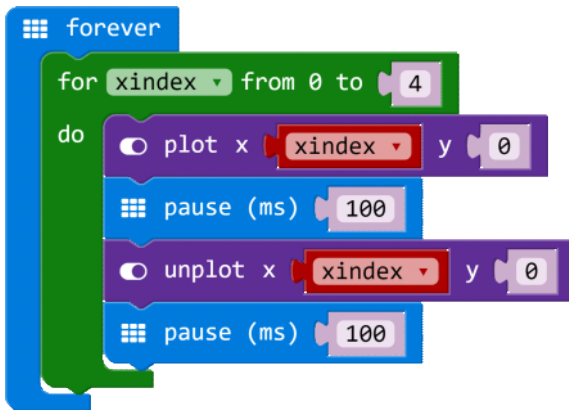 forever
for xindex from 0 to 4
do
plot x xindex y 0
pause (ms) 100
unplot x xindex y 0
pause (ms) 100